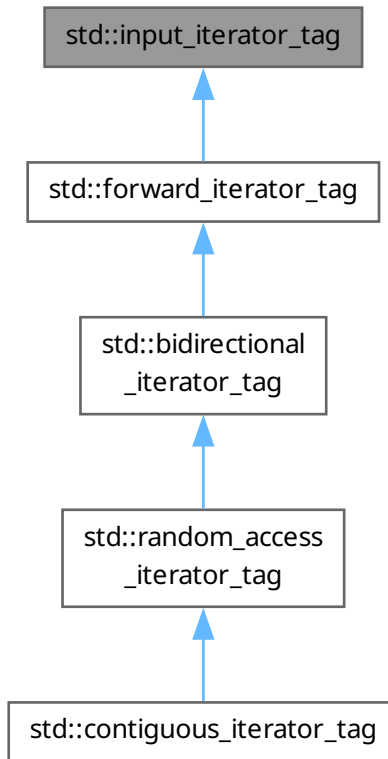 std::input_iterator_tag
std::forward_iterator_tag
std::bidirectional
_iterator_tag
std::random_access
_iterator_tag
std::contiguous_iterator_tag